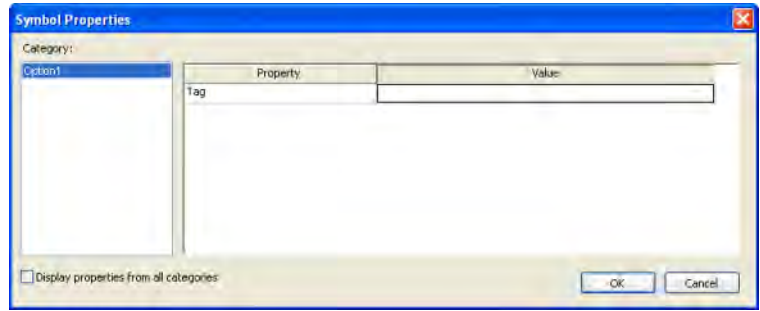 Symbol Properties
Category:
Option1
Property Value
Tag
Display properties from all categories
OK Cancel